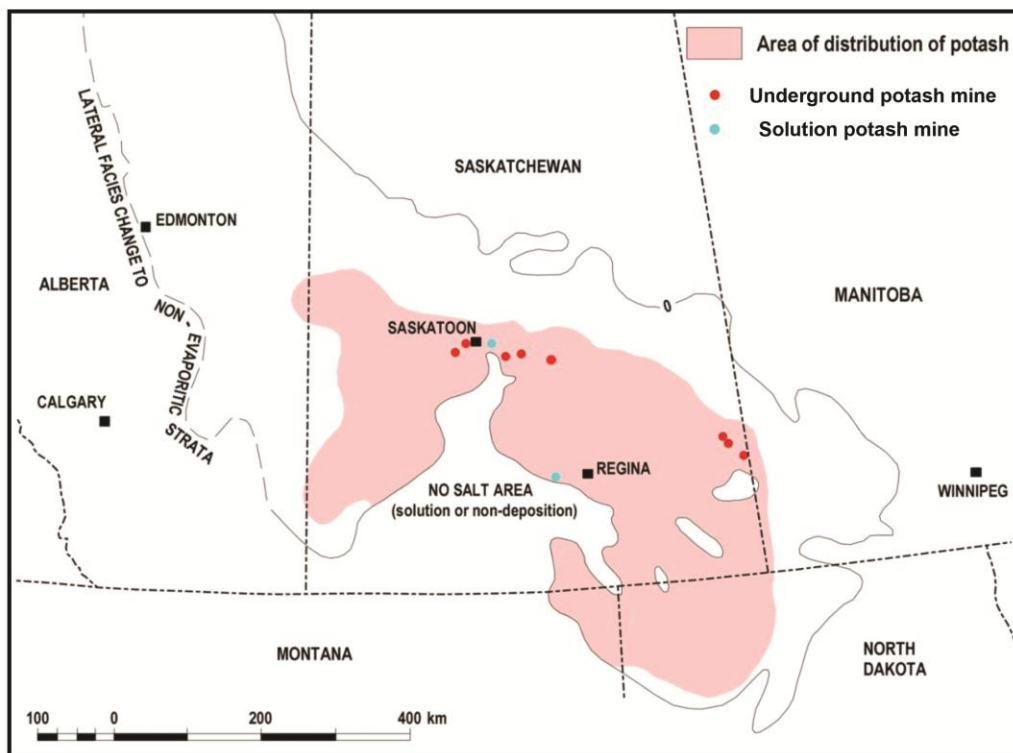 Area of distribution of potash
Underground potash mine
Solution potash mine
LATERAL FACIES CHANGE TO
NON - EVAPORITIC
STRATA
SASKATCHEWAN
EDMONTON
ALBERTA
MANITOBA
0
SASKATOON
CALGARY
REGINA
NO SALT AREA
(solution or non-deposition)
WINNIPEG
MONTANA
NORTH
DAKOTA
100 0 200 400 km